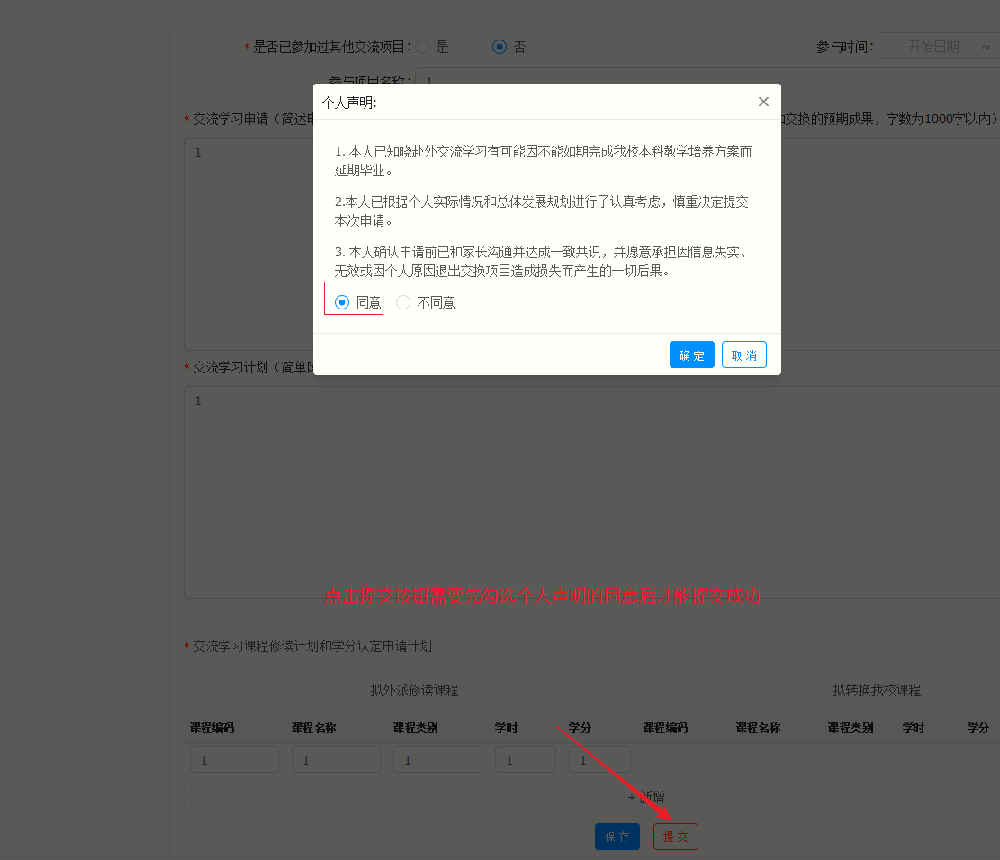 * 是否已参加过其他交流项目： 是 否 参与时间： 开始日期 ~
参与项目名称： 1
个人声明:
* 交流学习申请（简述 交换的预期成果，字数为1000字以内）
1
1. 本人已知晓赴外交流学习有可能因不能如期完成我校本科教学培养方案而
延期毕业。
2.本人已根据个人实际情况和总体发展规划进行了认真考虑，慎重决定提交
本次申请。
3. 本人确认申请前已和家长沟通并达成一致共识，并愿意承担因信息失实、
无效或因个人原因退出交换项目造成损失而产生的一切后果。
同意 不同意
确 定 取 消
* 交流学习计划（简单
1
点击提交按钮需要先勾选个人声明的同意后才能提交成功
* 交流学习课程修读计划和学分认定申请计划
拟外派修读课程 拟转换我校课程
课程编码 课程名称 课程类别 学时 学分 课程编码 课程名称 课程类别 学时 学分
1 1 1 1 1
+ 新增
保 存 提 交